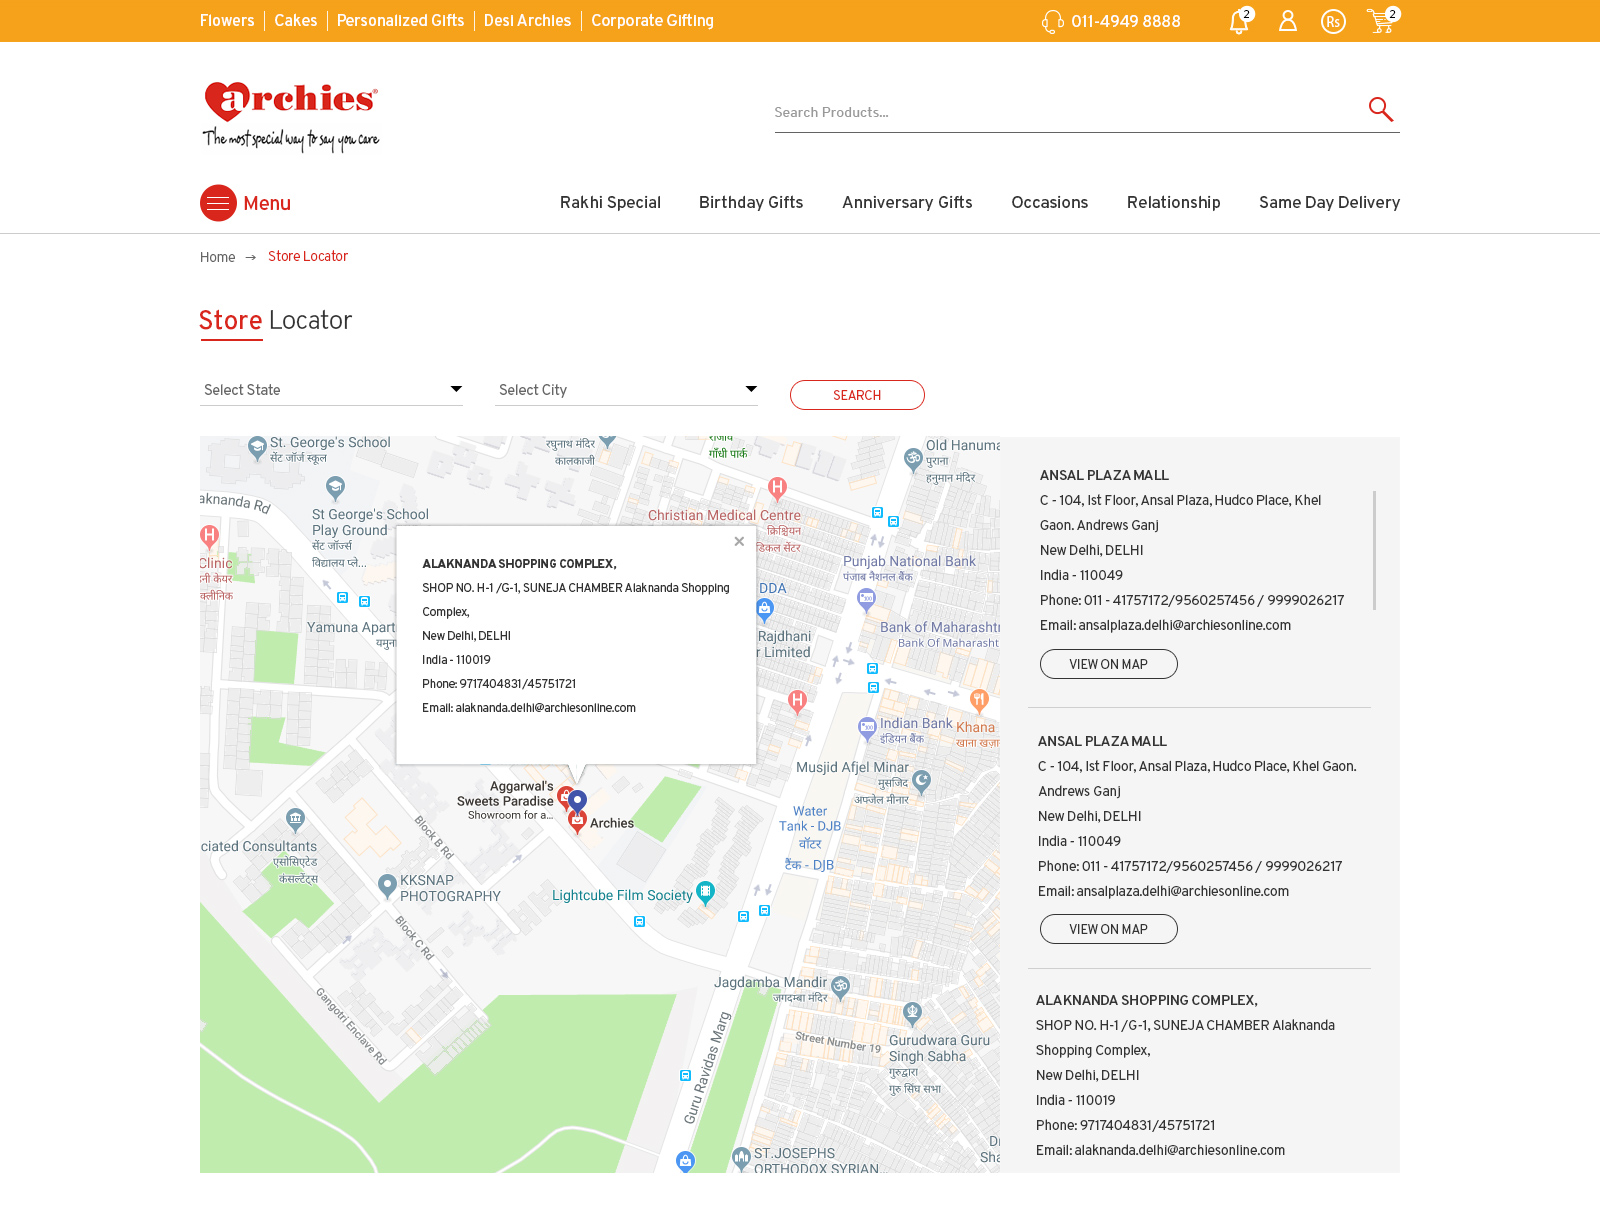 Flowers
Cakes
Personalized Gifts
Desi Archies
Corporate Gifting
011-4949 8888
2
Rs
2
archies®
The most special way to say you care
Search Products...
Menu
Rakhi Special
Birthday Gifts
Anniversary Gifts
Occasions
Relationship
Same Day Delivery
Home → Store Locator
Store Locator
Select State
Select City
SEARCH
St. George's School
सेंट जॉर्ज स्कूल
रघुनाथ मंदिर
कालकाजी
गाँधी पार्क
Old Hanuma
पुराना
हनुमान मंदिर
aknanda Rd
St George's School
Play Ground
सेंट जॉर्ज्स
विद्यालय प्ले...
Christian Medical Centre
क्रिश्चियन
डिकल सेंटर
Clinic
नी केयर
क्लीनिक
Punjab National Bank
पंजाब नैशनल बैंक
DDA
Yamuna Apart
यमुना
Rajdhani
r Limited
Bank of Maharashtr
Bank Of Maharasht
×
ALAKNANDA SHOPPING COMPLEX,
SHOP NO. H-1 /G-1, SUNEJA CHAMBER Alaknanda Shopping
Complex,
New Delhi, DELHI
India - 110019
Phone: 9717404831/45751721
Email: alaknanda.delhi@archiesonline.com
Indian Bank
इंडियन बैंक
Khana
खाना खज़ा
Musjid Afjel Minar
मुसजिद
अफ्जेल मीनार
Aggarwal's
Sweets Paradise
Showroom for a...
Archies
Water
Tank - DJB
वॉटर
टैंक - DJB
ciated Consultants
एसोसिएटेड
कंसल्टेंट्स
Block B Rd
KKSNAP
PHOTOGRAPHY
Lightcube Film Society
Block C Rd
Gangotri Enclave Rd
Jagdamba Mandir
जगदम्बा मंदिर
Guru Ravidas Marg
Street Number 19
Gurudwara Guru
Singh Sabha
गुरुद्वारा
गुरु सिंघ सभा
ST.JOSEPHS
ORTHODOX SYRIAN...
Sha
ANSAL PLAZA MALL
C - 104, Ist Floor, Ansal Plaza, Hudco Place, Khel
Gaon. Andrews Ganj
New Delhi, DELHI
India - 110049
Phone: 011 - 41757172/9560257456 / 9999026217
Email: ansalplaza.delhi@archiesonline.com
VIEW ON MAP
ANSAL PLAZA MALL
C - 104, Ist Floor, Ansal Plaza, Hudco Place, Khel Gaon.
Andrews Ganj
New Delhi, DELHI
India - 110049
Phone: 011 - 41757172/9560257456 / 9999026217
Email: ansalplaza.delhi@archiesonline.com
VIEW ON MAP
ALAKNANDA SHOPPING COMPLEX,
SHOP NO. H-1 /G-1, SUNEJA CHAMBER Alaknanda
Shopping Complex,
New Delhi, DELHI
India - 110019
Phone: 9717404831/45751721
Email: alaknanda.delhi@archiesonline.com